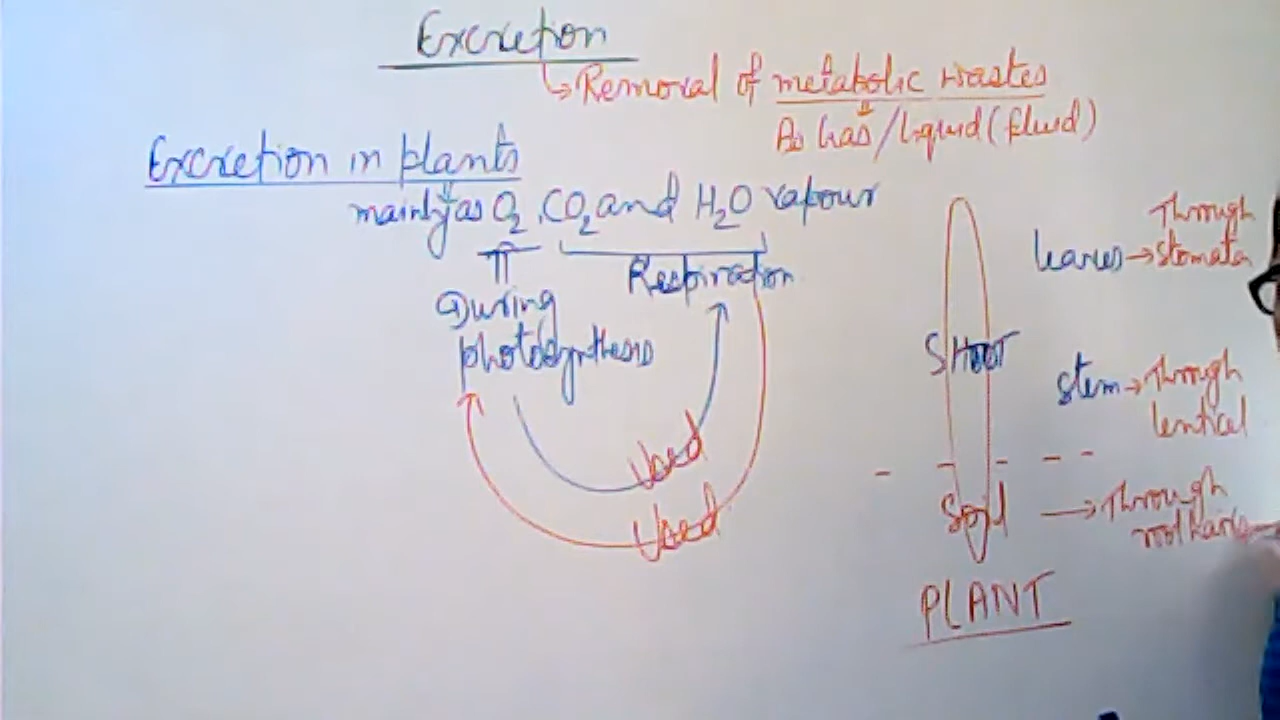 Excretion
Removal of metabolic wastes
As Gas/liquid (fluid)
Excretion in plants
mainly as O2, CO2 and H2O vapour
During
photosynthesis
Respiration
Used
Used
SHOOT
Soil
PLANT
leaves → Through
stomata
stem → Through
lentical
→ Through
root hairs